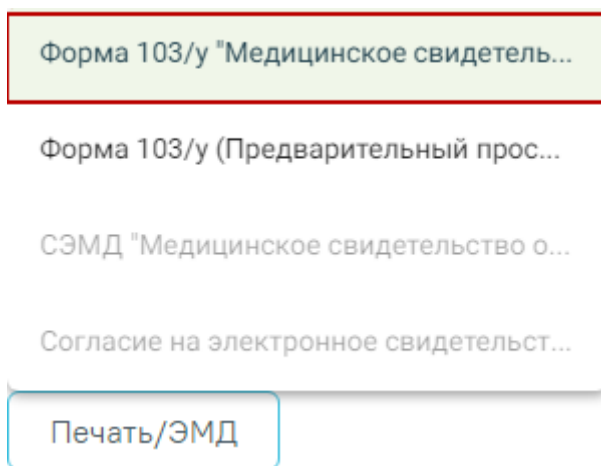 Форма 103/у "Медицинское свидетель...
Форма 103/у (Предварительный прос...
СЭМД "Медицинское свидетельство о...
Согласие на электронное свидетельст...
Печать/ЭМД